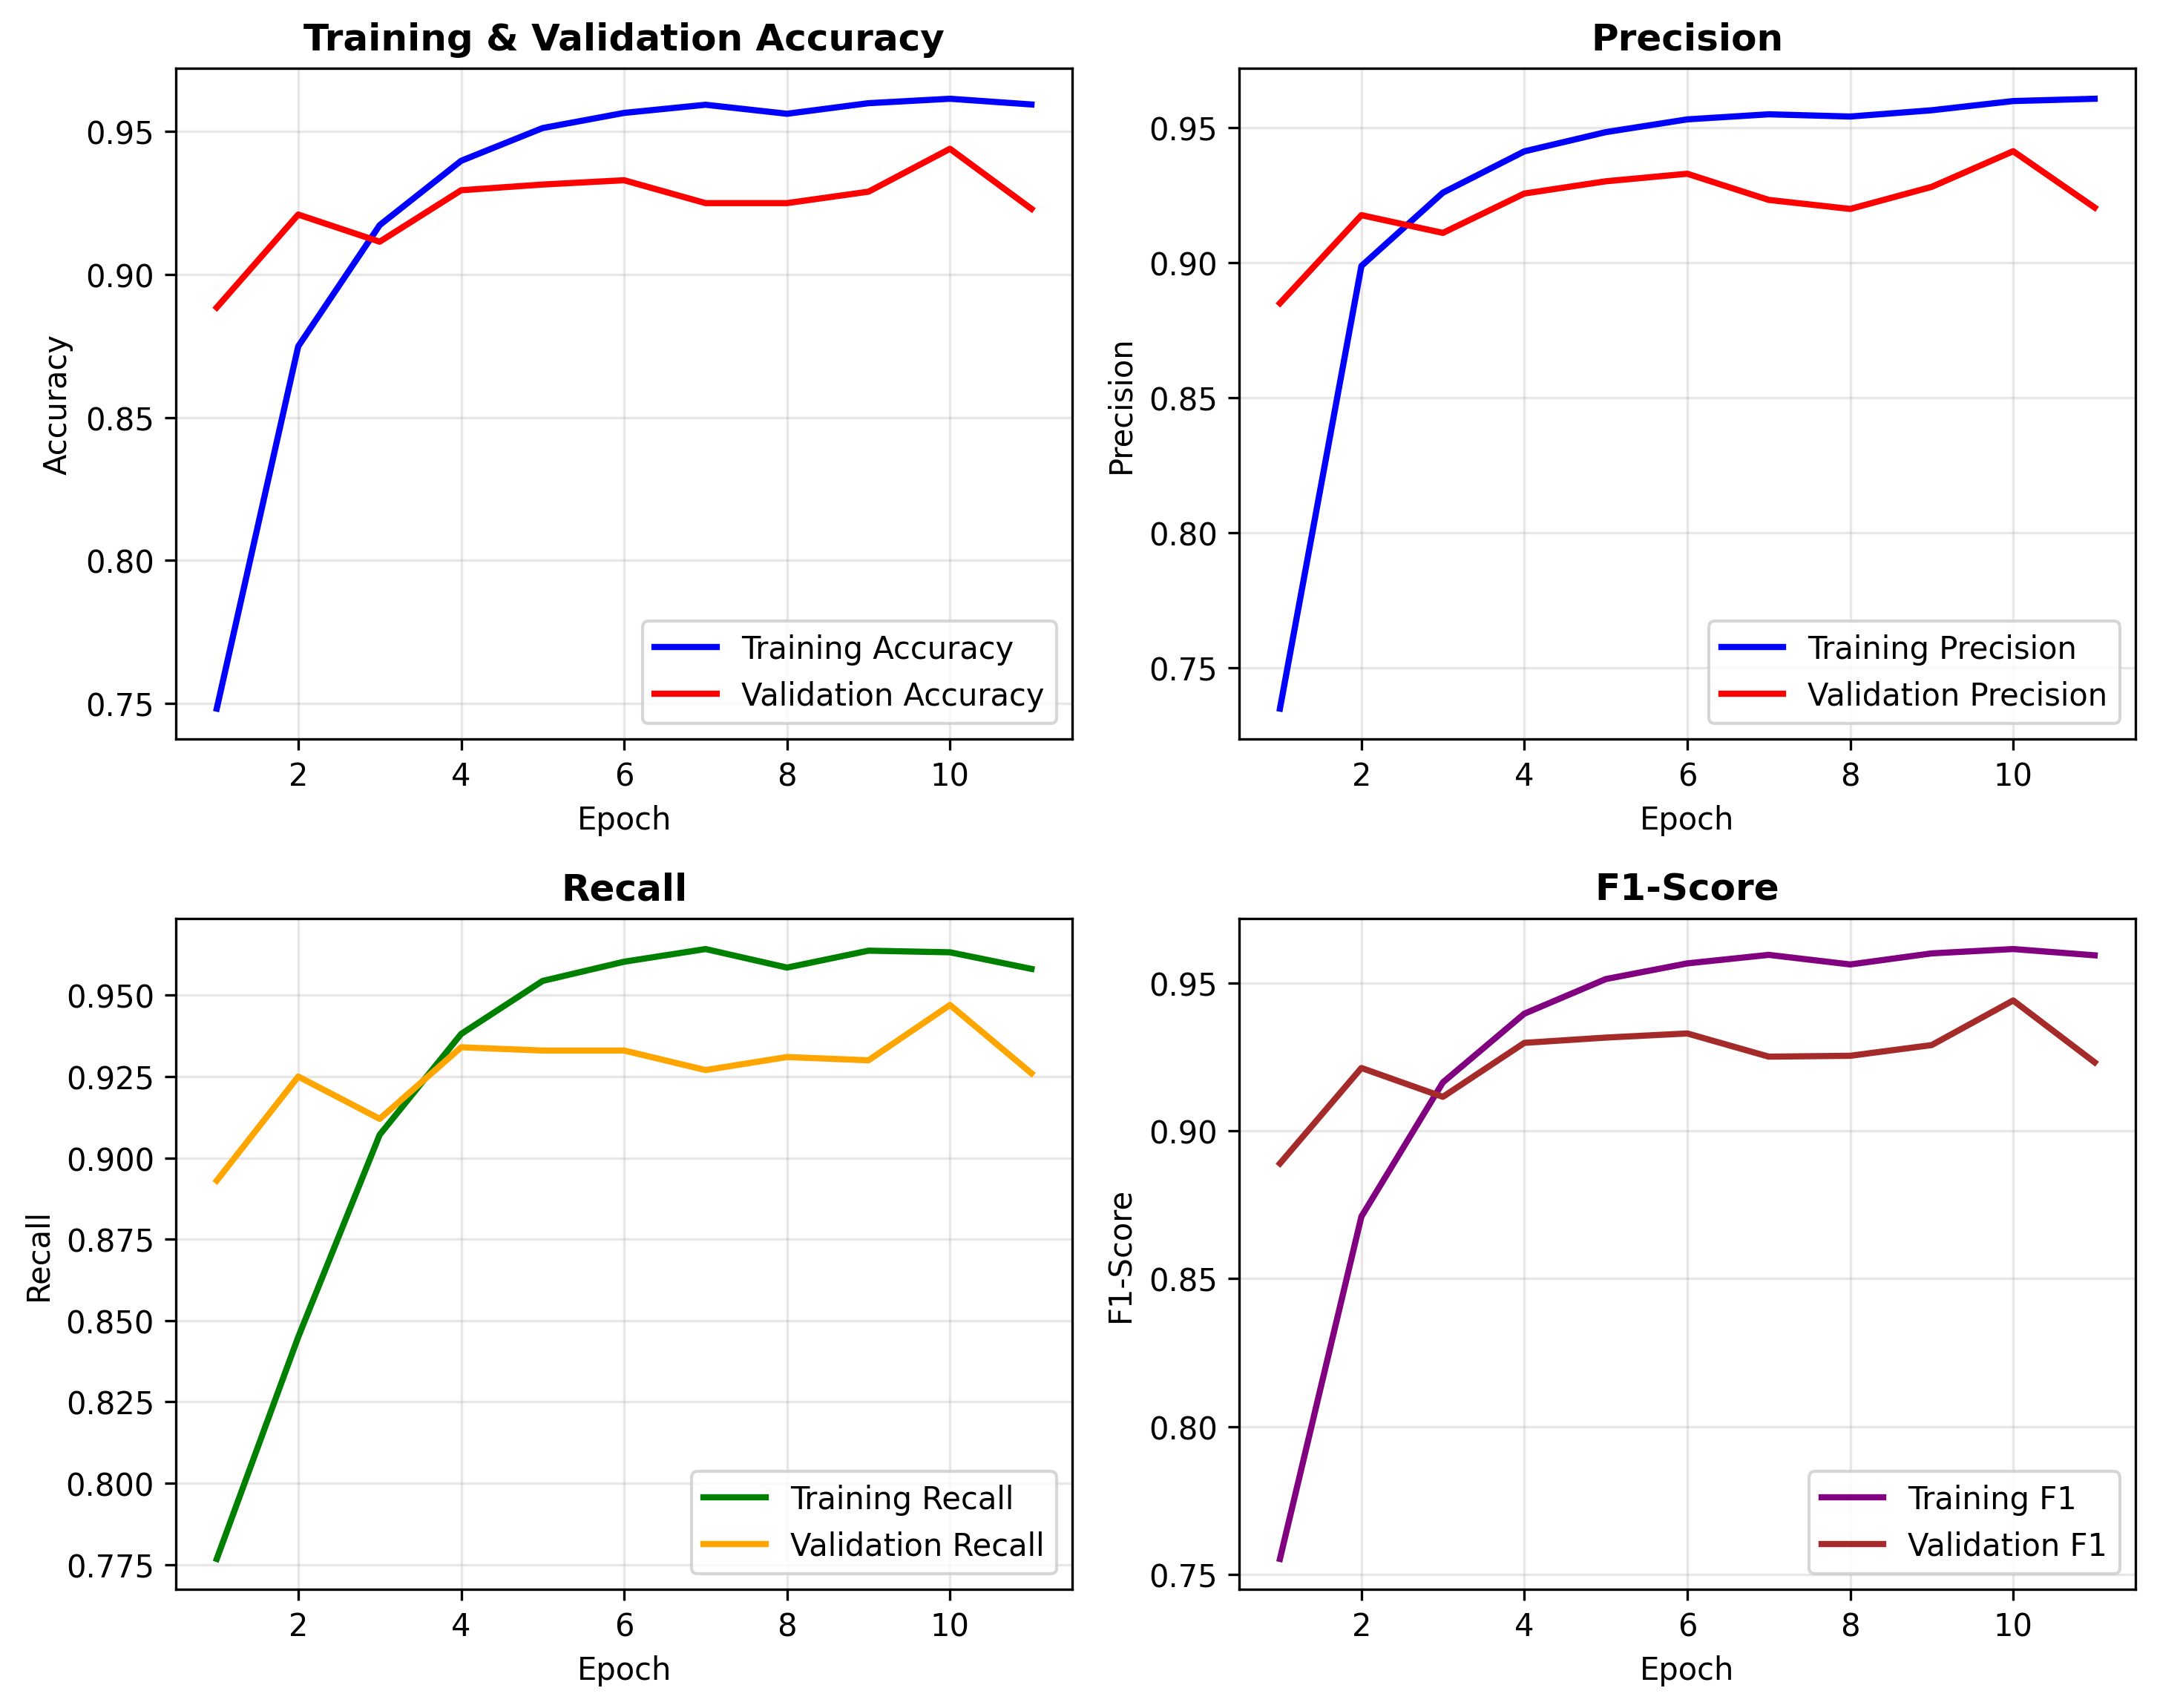 Training & Validation Accuracy
Accuracy
0.95
0.90
0.85
0.80
0.75
Training Accuracy
Validation Accuracy
2 4 6 8 10
Epoch
Precision
Precision
0.95
0.90
0.85
0.80
0.75
Training Precision
Validation Precision
2 4 6 8 10
Epoch
Recall
Recall
0.950
0.925
0.900
0.875
0.850
0.825
0.800
0.775
Training Recall
Validation Recall
2 4 6 8 10
Epoch
F1-Score
F1-Score
0.95
0.90
0.85
0.80
0.75
Training F1
Validation F1
2 4 6 8 10
Epoch